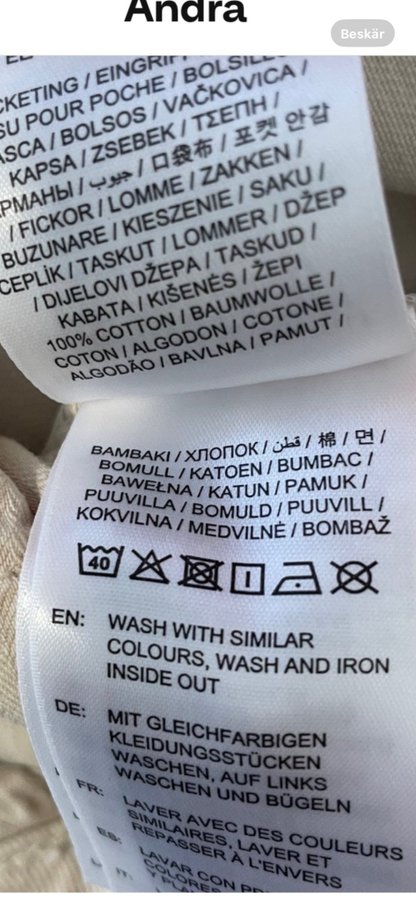 Andra
Beskär
CKETING / EINGRIFF
SU POUR POCHE / BOLSILLO
ASCA / BOLSOS / VAČKOVICA /
KAPSA / ZSEBEK / ΤΣΕΠΗ /
РМАНЫ / جيوب / 口袋布 / 포켓 안감
/ FICKOR / LOMME / ZAKKEN /
BUZUNARE / KIESZENIE / SAKU /
CEPLİK / TASKUT / LOMMER / DŽEP
/ DIJELOVI DŽEPA / TASKUD /
KABATA / KIŠENĖS / ŽEPI
100% COTTON / BAUMWOLLE /
COTON / ALGODON / COTONE /
ALGODÃO / BAVLNA / PAMUT /
BAMBAKI / ХЛОПОК / قطن / 棉 / 면 /
BOMULL / KATOEN / BUMBAC /
BAWEŁNA / KATUN / PAMUK /
PUUVILLA / BOMULD / PUUVILL /
KOKVILNA / MEDVILNĖ / BOMBAŽ
40
EN: WASH WITH SIMILAR
COLOURS, WASH AND IRON
INSIDE OUT
DE: MIT GLEICHFARBIGEN
KLEIDUNGSSTÜCKEN
WASCHEN, AUF LINKS
WASCHEN UND BÜGELN
FR: LAVER AVEC DES COULEURS
SIMILAIRES, LAVER ET
REPASSER À L'ENVERS
ES: LAVAR CON
COLORES